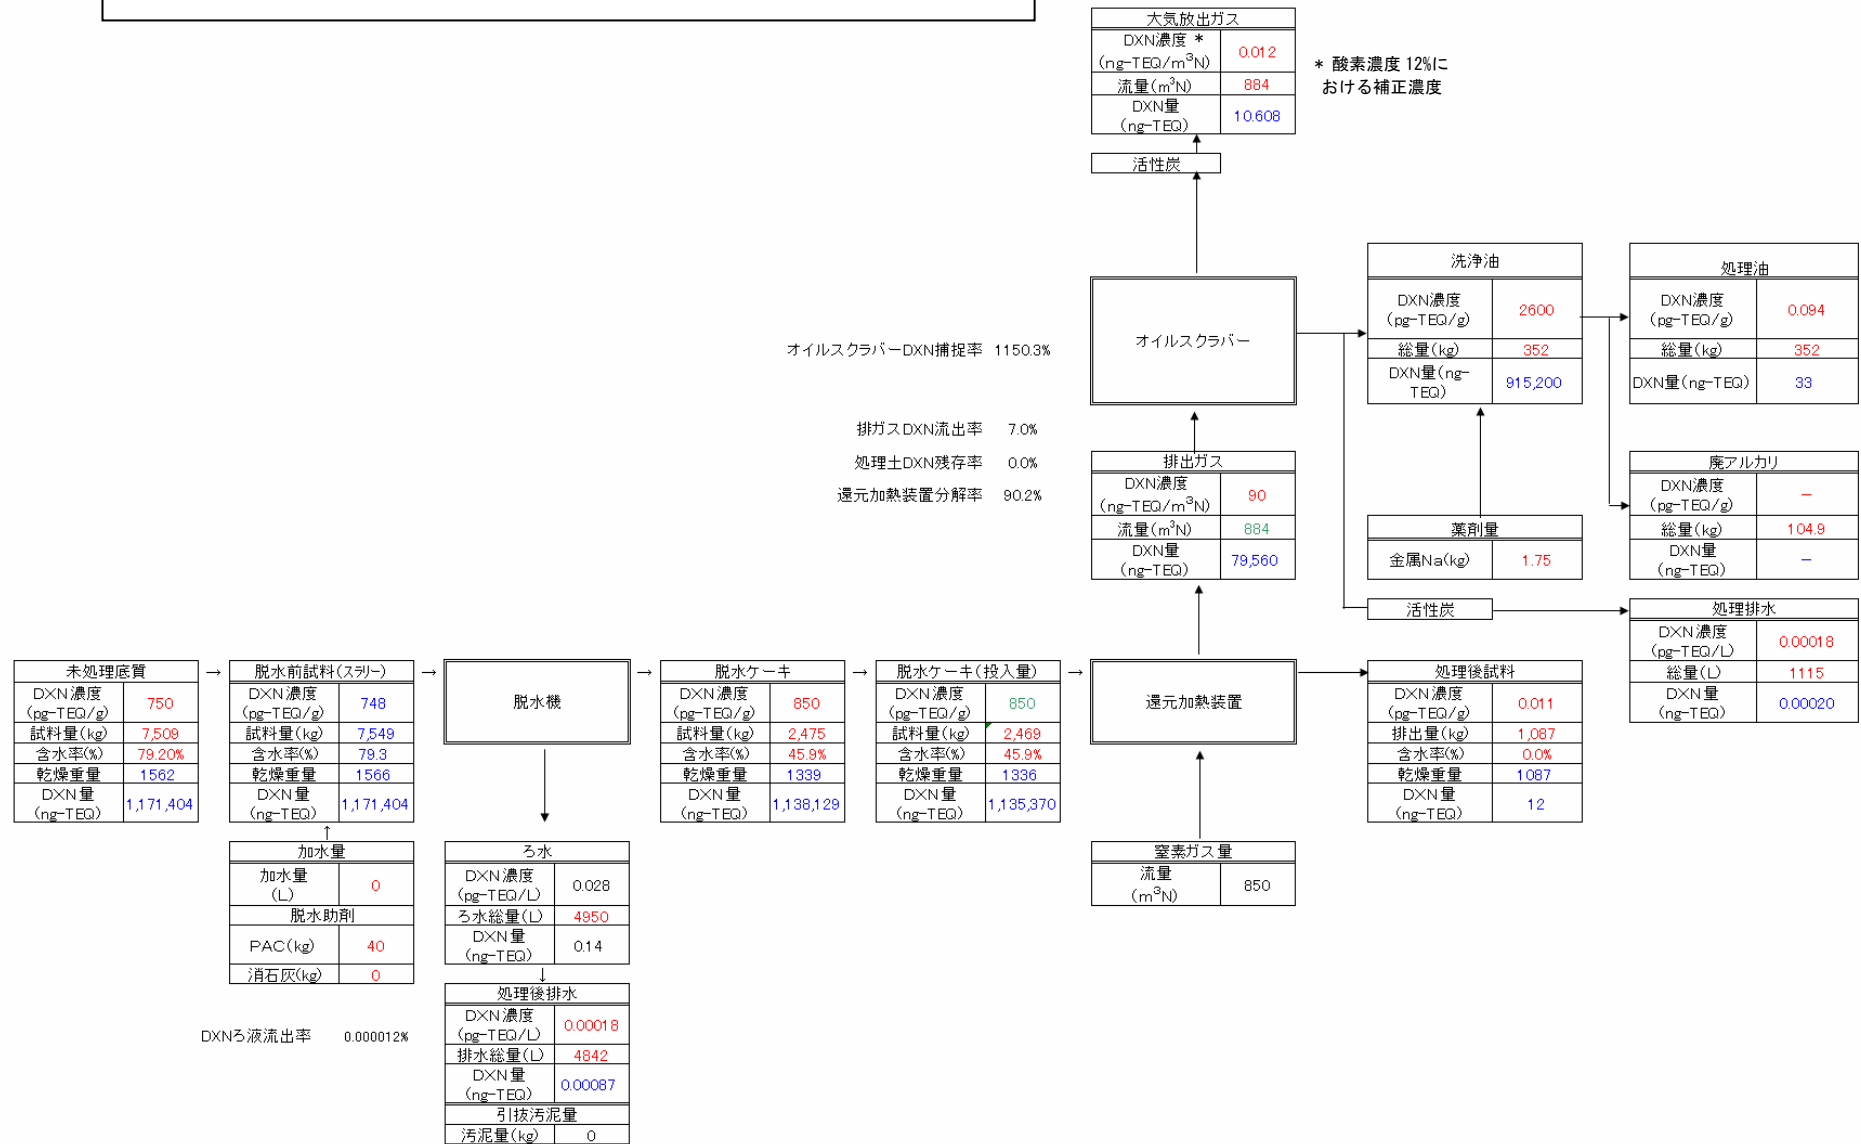 大気放出ガス
DXN濃度 *
(ng-TEQ/m³N)
0.012
流量(m³N)
884
DXN量
(ng-TEQ)
10.608
* 酸素濃度 12%に
おける補正濃度
活性炭
オイルスクラバー
洗浄油
DXN濃度
(pg-TEQ/g)
2600
総量(kg)
352
DXN量(ng-
TEQ)
915,200
処理油
DXN濃度
(pg-TEQ/g)
0.094
総量(kg)
352
DXN量(ng-TEQ)
33
オイルスクラバーDXN捕捉率 1150.3%
排ガスDXN流出率 7.0%
処理土DXN残存率 0.0%
還元加熱装置分解率 90.2%
排出ガス
DXN濃度
(ng-TEQ/m³N)
90
流量(m³N)
884
DXN量
(ng-TEQ)
79,560
薬剤量
金属Na(kg)
1.75
廃アルカリ
DXN濃度
(pg-TEQ/g)
－
総量(kg)
104.9
DXN量
(ng-TEQ)
－
活性炭
処理排水
DXN濃度
(pg-TEQ/L)
0.00018
総量(L)
1115
DXN量
(ng-TEQ)
0.00020
未処理底質
DXN濃度
(pg-TEQ/g)
750
試料量(kg)
7,509
含水率(%)
79.20%
乾燥重量
1562
DXN量
(ng-TEQ)
1,171,404
→
脱水前試料(スラリー)
DXN濃度
(pg-TEQ/g)
748
試料量(kg)
7,549
含水率(%)
79.3
乾燥重量
1566
DXN量
(ng-TEQ)
1,171,404
→
脱水機
→
脱水ケーキ
DXN濃度
(pg-TEQ/g)
850
試料量(kg)
2,475
含水率(%)
45.9%
乾燥重量
1339
DXN量
(ng-TEQ)
1,138,129
→
脱水ケーキ(投入量)
DXN濃度
(pg-TEQ/g)
850
試料量(kg)
2,469
含水率(%)
45.9%
乾燥重量
1336
DXN量
(ng-TEQ)
1,135,370
→
還元加熱装置
処理後試料
DXN濃度
(pg-TEQ/g)
0.011
排出量(kg)
1,087
含水率(%)
0.0%
乾燥重量
1087
DXN量
(ng-TEQ)
12
↑
加水量
加水量
(L)
0
脱水助剤
PAC(kg)
40
消石灰(kg)
0
ろ水
DXN濃度
(pg-TEQ/L)
0.028
ろ水総量(L)
4950
DXN量
(ng-TEQ)
0.14
↓
窒素ガス量
流量
(m³N)
850
処理後排水
DXN濃度
(pg-TEQ/L)
0.00018
排水総量(L)
4842
DXN量
(ng-TEQ)
0.00087
引抜汚泥量
汚泥量(kg)
0
DXNろ液流出率 0.000012%